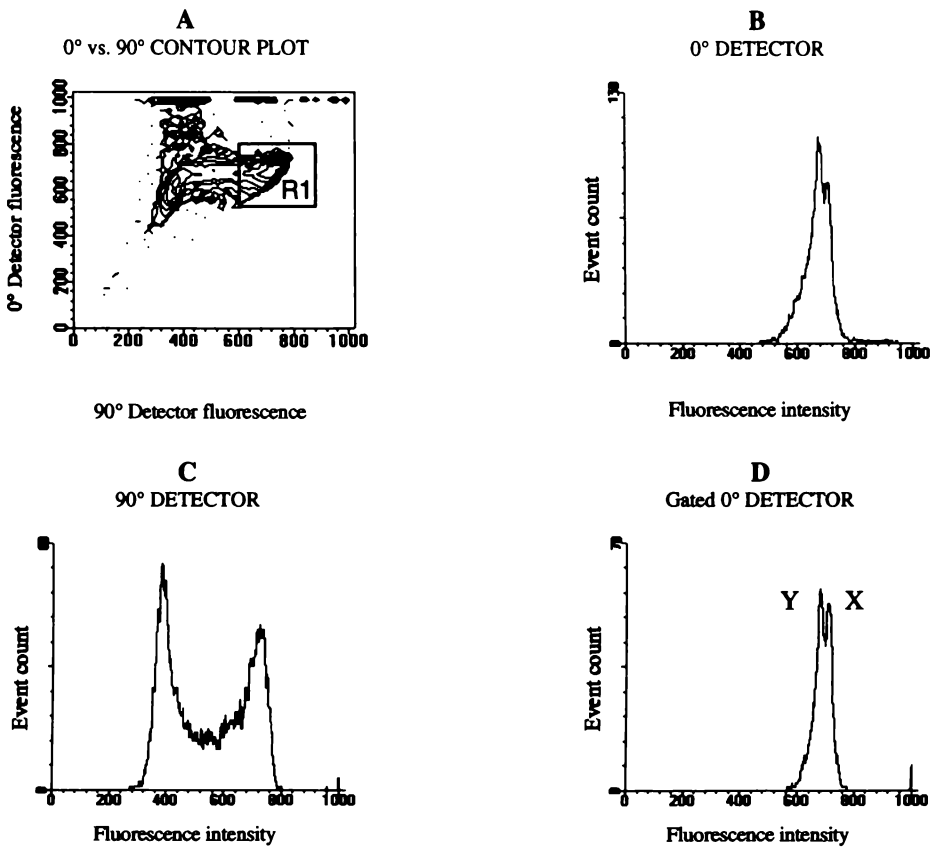 A
0° vs. 90° CONTOUR PLOT
0° Detector fluorescence
0 200 400 600 800 1000
R1
0 200 400 600 800 1000
90° Detector fluorescence
B
0° DETECTOR
Event count
0 200 400 600 800 1000
Fluorescence intensity
C
90° DETECTOR
Event count
0 200 400 600 800 1000
Fluorescence intensity
D
Gated 0° DETECTOR
Y X
Event count
0 200 400 600 800 1000
Fluorescence intensity